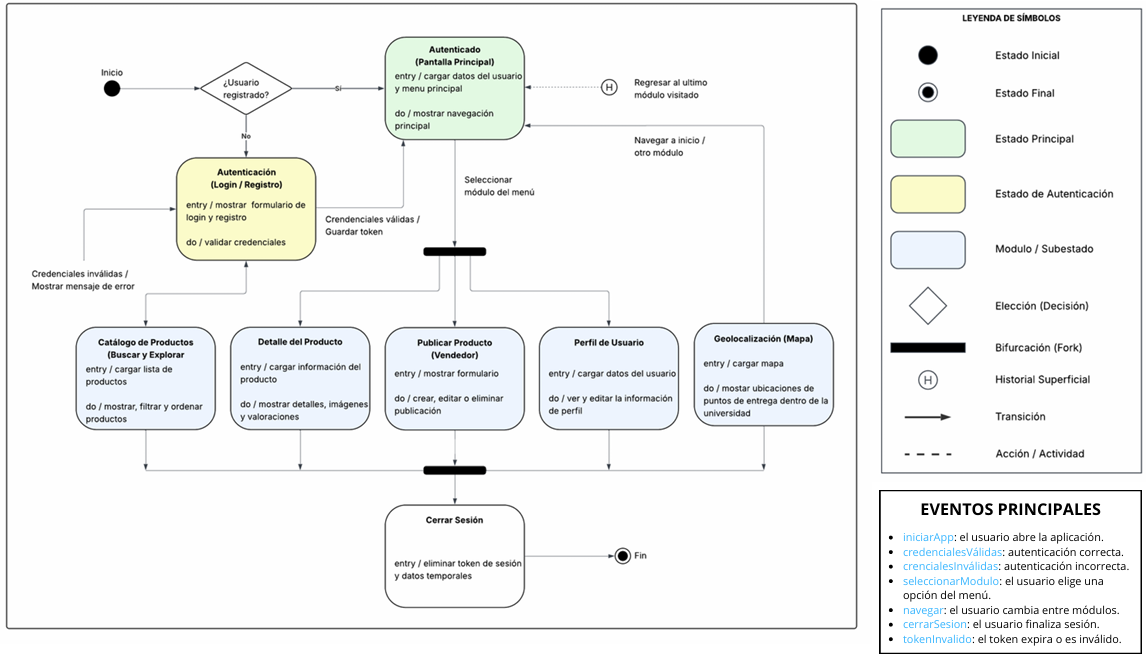 Inicio
¿Usuario
registrado?
Sí
No
Autenticado
(Pantalla Principal)
entry / cargar datos del usuario
y menu principal
do / mostrar navegación
principal
H
Regresar al ultimo
módulo visitado
Navegar a inicio /
otro módulo
Autenticación
(Login / Registro)
entry / mostrar formulario de
login y registro
do / validar credenciales
Seleccionar
módulo del menú
Crendenciales válidas /
Guardar token
Credenciales inválidas /
Mostrar mensaje de error
Catálogo de Productos
(Buscar y Explorar
entry / cargar lista de
productos
do / mostrar, filtrar y ordenar
productos
Detalle del Producto
entry / cargar información del
producto
do / mostrar detalles, imágenes
y valoraciones
Publicar Producto
(Vendedor)
entry / mostrar formulario
do / crear, editar o eliminar
publicación
Perfil de Usuario
entry / cargar datos del usuario
do / ver y editar la información
de perfil
Geolocalización (Mapa)
entry / cargar mapa
do / mostar ubicaciones de
puntos de entrega dentro de la
universidad
Cerrar Sesión
entry / eliminar token de sesión
y datos temporales
Fin
LEYENDA DE SÍMBOLOS
Estado Inicial
Estado Final
Estado Principal
Estado de Autenticación
Modulo / Subestado
Elección (Decisión)
Bifurcación (Fork)
H
Historial Superficial
Transición
Acción / Actividad
EVENTOS PRINCIPALES
• iniciarApp: el usuario abre la aplicación.
• credencialesVálidas: autenticación correcta.
• crencialesInválidas: autenticación incorrecta.
• seleccionarModulo: el usuario elige una
opción del menú.
• navegar: el usuario cambia entre módulos.
• cerrarSesion: el usuario finaliza sesión.
• tokenInvalido: el token expira o es inválido.